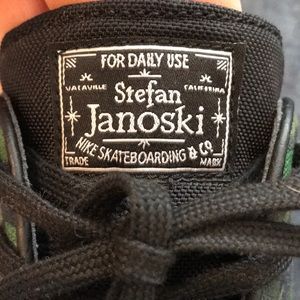 FOR DAILY USE
VACAVILLE CALIFORNIA
Stefan
Janoski
NIKE SKATEBOARDING & CO
TRADE MARK